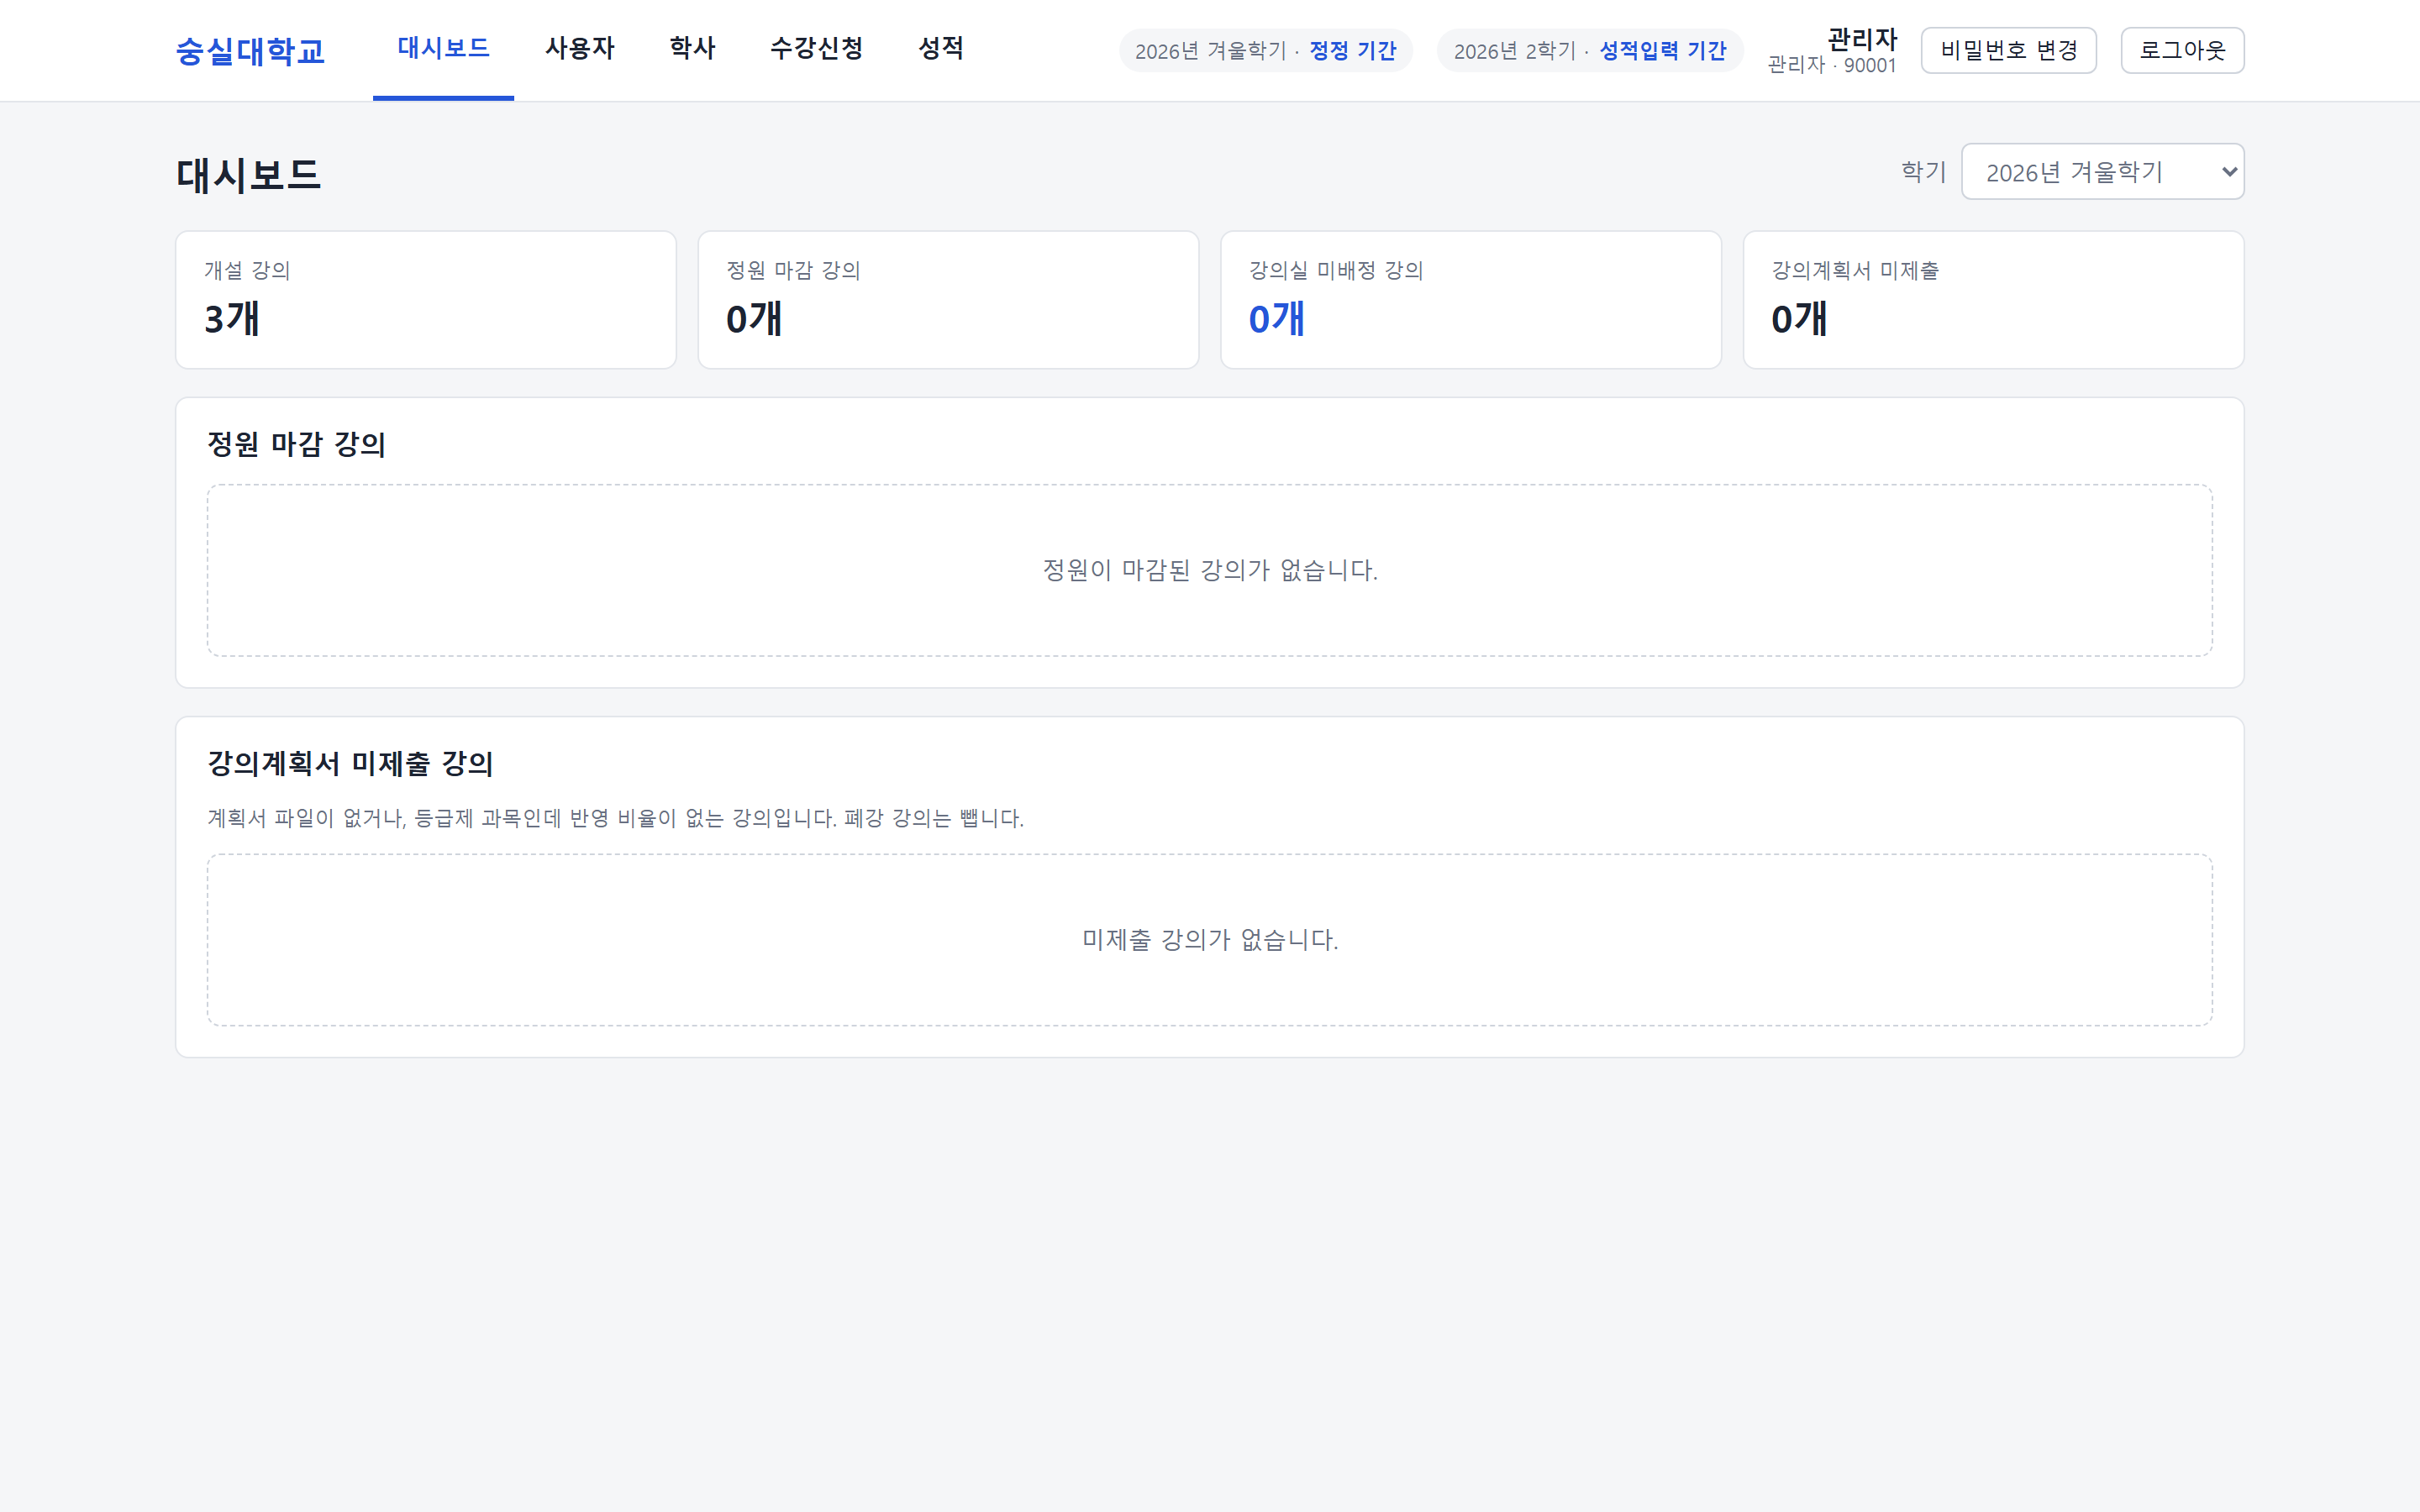 숭실대학교
대시보드
사용자
학사
수강신청
성적
2026년 겨울학기 · 정정 기간
2026년 2학기 · 성적입력 기간
관리자
관리자 · 90001
비밀번호 변경
로그아웃
대시보드
학기
2026년 겨울학기
개설 강의
3개
정원 마감 강의
0개
강의실 미배정 강의
0개
강의계획서 미제출
0개
정원 마감 강의
정원이 마감된 강의가 없습니다.
강의계획서 미제출 강의
계획서 파일이 없거나, 등급제 과목인데 반영 비율이 없는 강의입니다. 폐강 강의는 뺍니다.
미제출 강의가 없습니다.